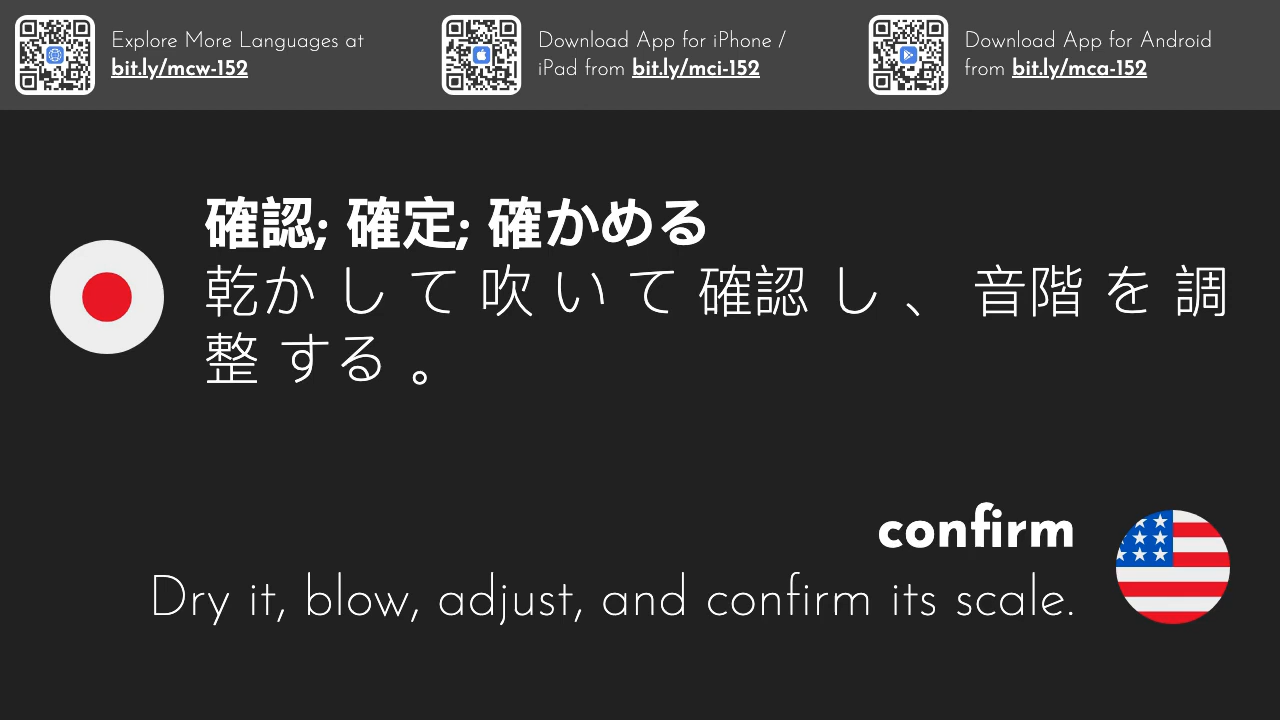 Explore More Languages at
bit.ly/mcw-152
Download App for iPhone /
iPad from bit.ly/mci-152
Download App for Android
from bit.ly/mca-152
確認; 確定; 確かめる
乾か し て 吹 い て 確認 し 、 音階 を 調
整 する 。
confirm
Dry it, blow, adjust, and confirm its scale.